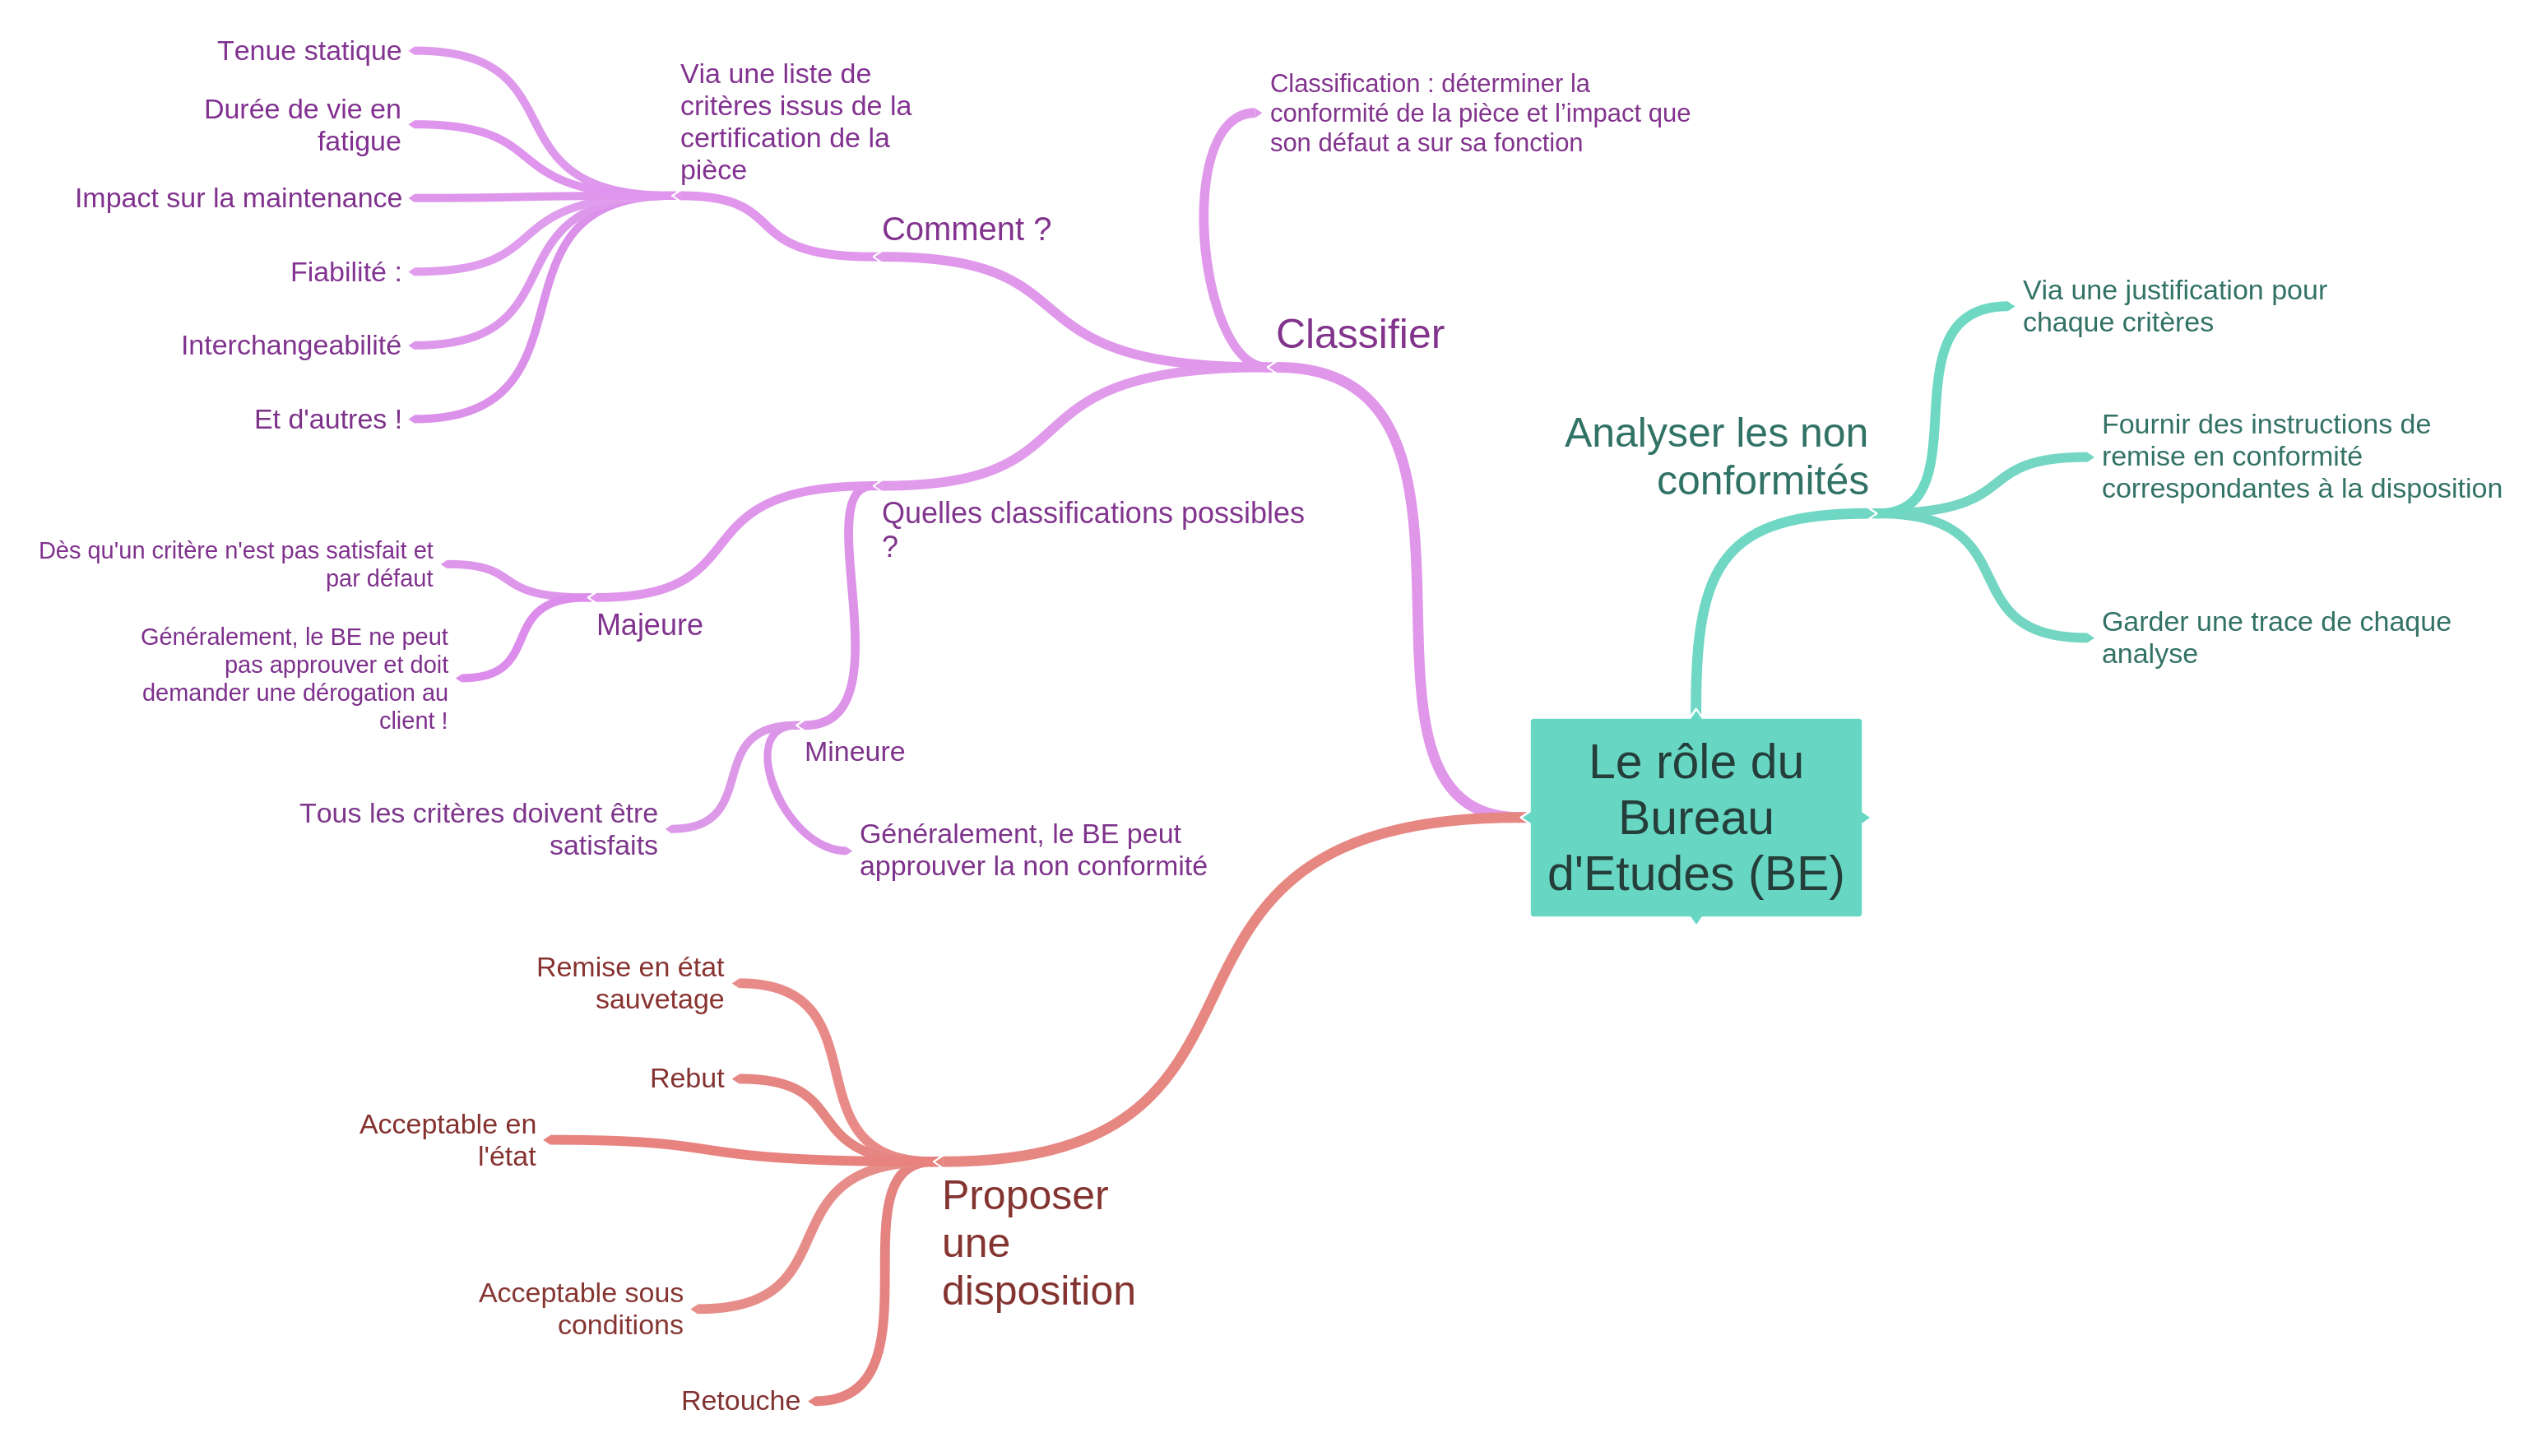 Tenue statique
Durée de vie en
fatigue
Impact sur la maintenance
Fiabilité :
Interchangeabilité
Et d'autres !
Via une liste de
critères issus de la
certification de la
pièce
Comment ?
Classification : déterminer la
conformité de la pièce et l’impact que
son défaut a sur sa fonction
Classifier
Quelles classifications possibles
?
Dès qu'un critère n'est pas satisfait et
par défaut
Généralement, le BE ne peut
pas approuver et doit
demander une dérogation au
client !
Majeure
Mineure
Tous les critères doivent être
satisfaits
Généralement, le BE peut
approuver la non conformité
Via une justification pour
chaque critères
Analyser les non
conformités
Fournir des instructions de
remise en conformité
correspondantes à la disposition
Garder une trace de chaque
analyse
Le rôle du
Bureau
d'Etudes (BE)
Remise en état
sauvetage
Rebut
Acceptable en
l'état
Proposer
une
disposition
Acceptable sous
conditions
Retouche